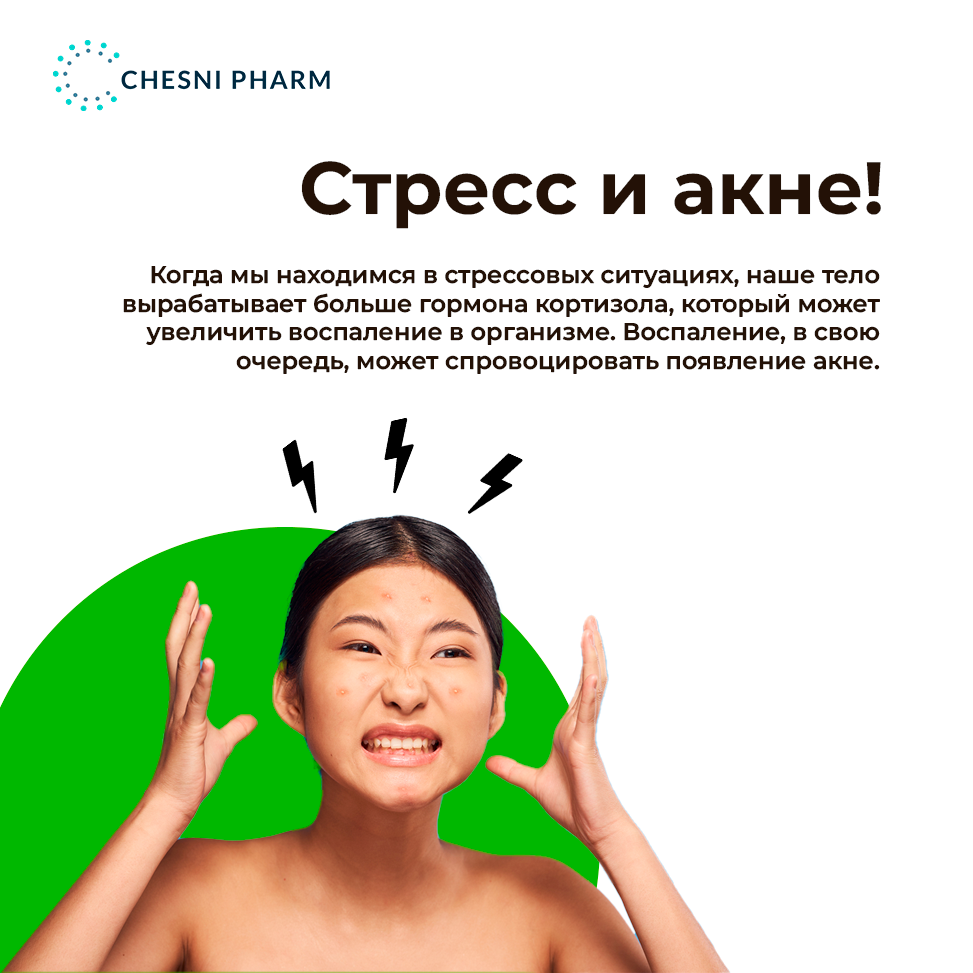 CHESNI PHARM
Стресс и акне!
Когда мы находимся в стрессовых ситуациях, наше тело
вырабатывает больше гормона кортизола, который может
увеличить воспаление в организме. Воспаление, в свою
очередь, может спровоцировать появление акне.